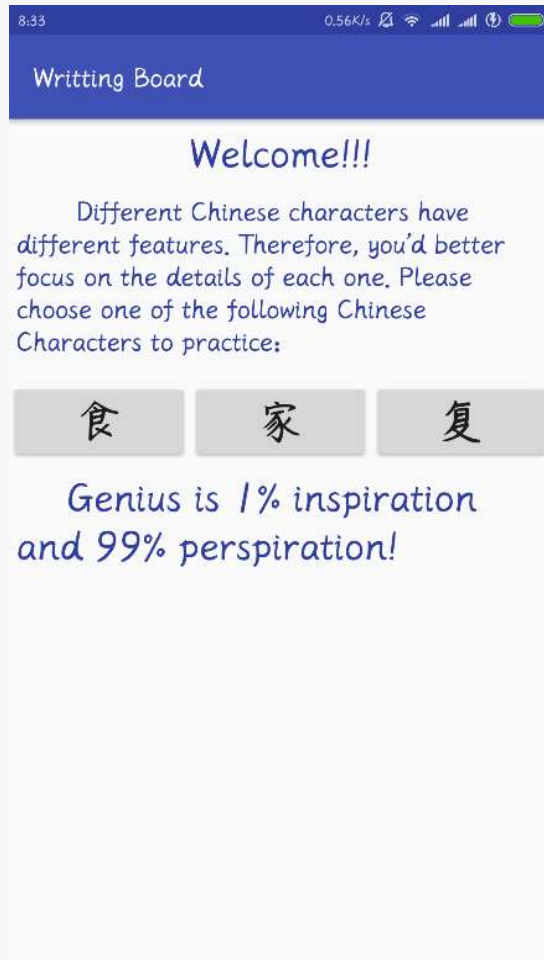 8:33 0.56K/s
Writting Board
Welcome!!!
Different Chinese characters have
different features. Therefore, you'd better
focus on the details of each one. Please
choose one of the following Chinese
Characters to practice:
食 家 复
Genius is 1% inspiration
and 99% perspiration!